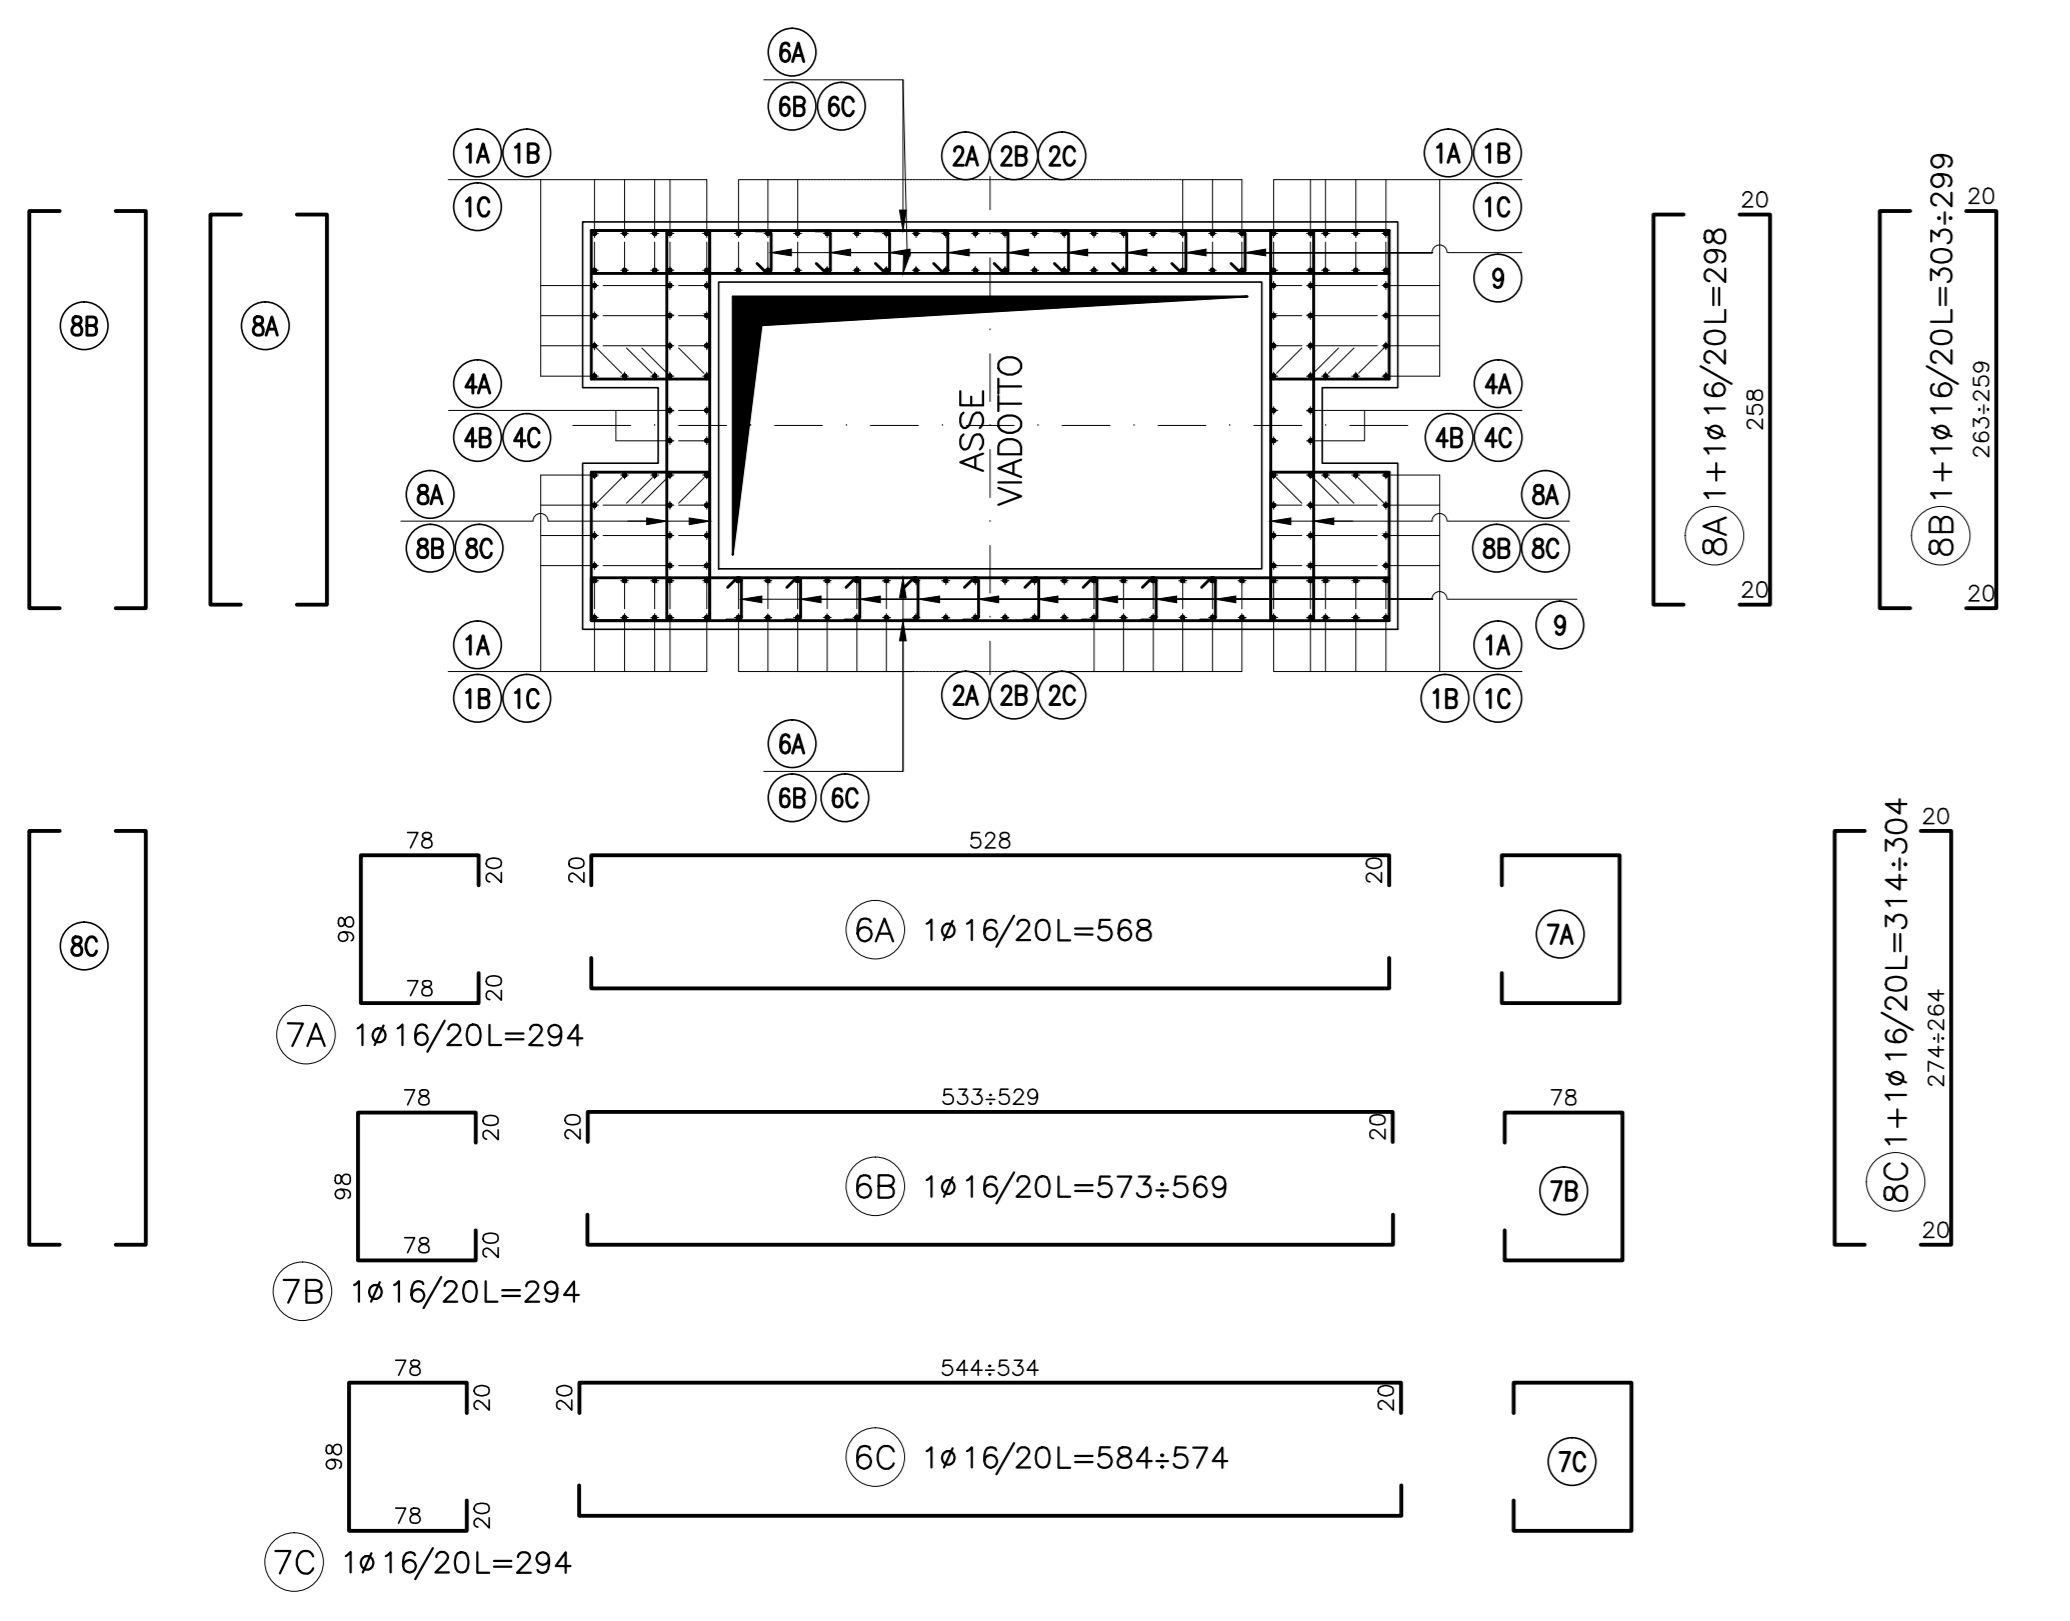 6A
6B 6C
1A 1B
1C
2A 2B 2C
1A 1B
1C
9
8B
8A
4A
4B 4C
4A
4B 4C
ASSE
VIADOTTO
8A
8B 8C
8A
8B 8C
9
1A
1B 1C
2A 2B 2C
1A
1B 1C
6A
6B 6C
20
8A 1+1ø16/20L=298
258
20
20
8B 1+1ø16/20L=303÷299
263÷259
20
8C
78
20
98
78
20
7A 1ø16/20L=294
528
20
20
6A 1ø16/20L=568
7A
20
8C 1+1ø16/20L=314÷304
274÷264
20
78
20
98
78
20
7B 1ø16/20L=294
533÷529
20
20
6B 1ø16/20L=573÷569
78
7B
78
20
98
78
20
7C 1ø16/20L=294
544÷534
20
20
6C 1ø16/20L=584÷574
7C